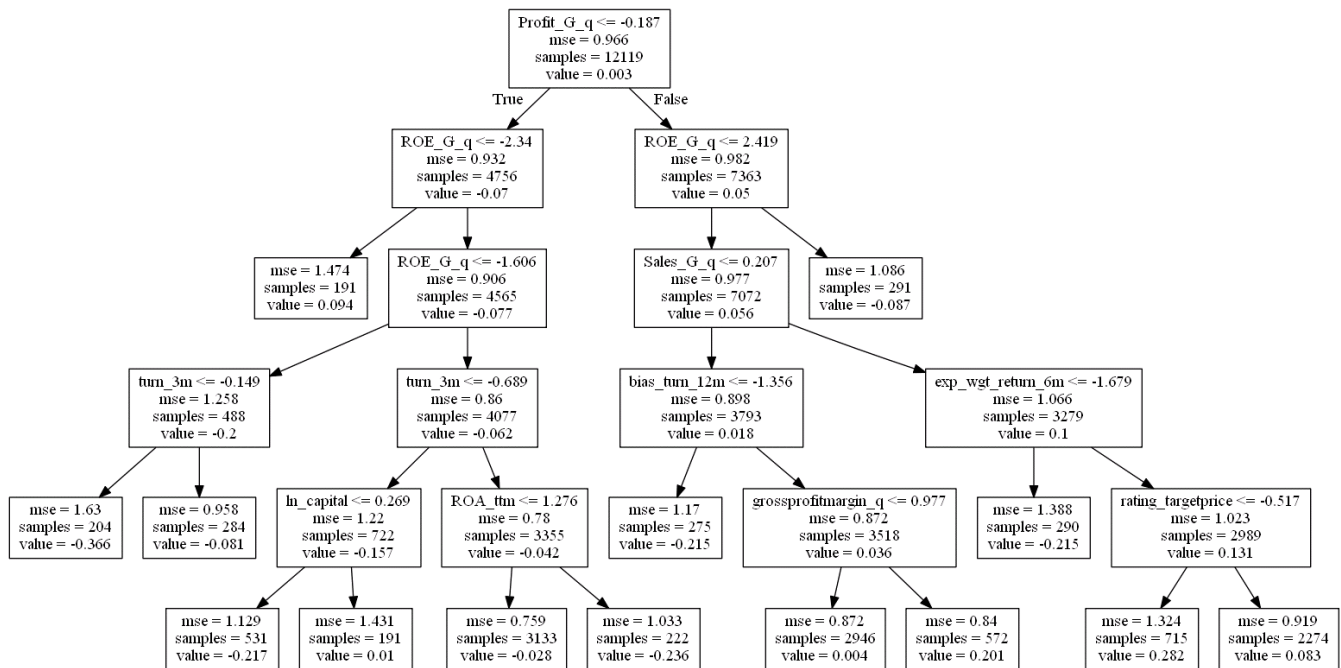 Profit_G_q <= -0.187
mse = 0.966
samples = 12119
value = 0.003
True
False
ROE_G_q <= -2.34
mse = 0.932
samples = 4756
value = -0.07
ROE_G_q <= 2.419
mse = 0.982
samples = 7363
value = 0.05
mse = 1.474
samples = 191
value = 0.094
ROE_G_q <= -1.606
mse = 0.906
samples = 4565
value = -0.077
Sales_G_q <= 0.207
mse = 0.977
samples = 7072
value = 0.056
mse = 1.086
samples = 291
value = -0.087
turn_3m <= -0.149
mse = 1.258
samples = 488
value = -0.2
turn_3m <= -0.689
mse = 0.86
samples = 4077
value = -0.062
bias_turn_12m <= -1.356
mse = 0.898
samples = 3793
value = 0.018
exp_wgt_return_6m <= -1.679
mse = 1.066
samples = 3279
value = 0.1
mse = 1.63
samples = 204
value = -0.366
mse = 0.958
samples = 284
value = -0.081
ln_capital <= 0.269
mse = 1.22
samples = 722
value = -0.157
ROA_ttm <= 1.276
mse = 0.78
samples = 3355
value = -0.042
mse = 1.17
samples = 275
value = -0.215
grossprofitmargin_q <= 0.977
mse = 0.872
samples = 3518
value = 0.036
mse = 1.388
samples = 290
value = -0.215
rating_targetprice <= -0.517
mse = 1.023
samples = 2989
value = 0.131
mse = 1.129
samples = 531
value = -0.217
mse = 1.431
samples = 191
value = 0.01
mse = 0.759
samples = 3133
value = -0.028
mse = 1.033
samples = 222
value = -0.236
mse = 0.872
samples = 2946
value = 0.004
mse = 0.84
samples = 572
value = 0.201
mse = 1.324
samples = 715
value = 0.282
mse = 0.919
samples = 2274
value = 0.083